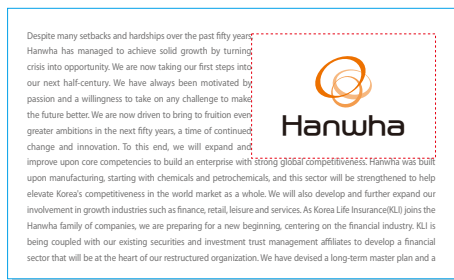 Despite many setbacks and hardships over the past fifty years
Hanwha has managed to achieve solid growth by turning
crisis into opportunity. We are now taking our first steps into
our next half-century. We have always been motivated by
passion and a willingness to take on any challenge to make
the future better. We are now driven to bring to fruition even
greater ambitions in the next fifty years, a time of continued
change and innovation. To this end, we will expand and
Hanwha
improve upon core competencies to build an enterprise with strong global competitiveness. Hanwha was built
upon manufacturing, starting with chemicals and petrochemicals, and this sector will be strengthened to help
elevate Korea's competitiveness in the world market as a whole. We will also develop and further expand our
involvement in growth industries such as finance, retail, leisure and services. As Korea Life Insurance(KLI) joins the
Hanwha family of companies, we are preparing for a new beginning, centering on the financial industry. KLI is
being coupled with our existing securities and investment trust management affiliates to develop a financial
sector that will be at the heart of our restructured organization. We have devised a long-term master plan and a